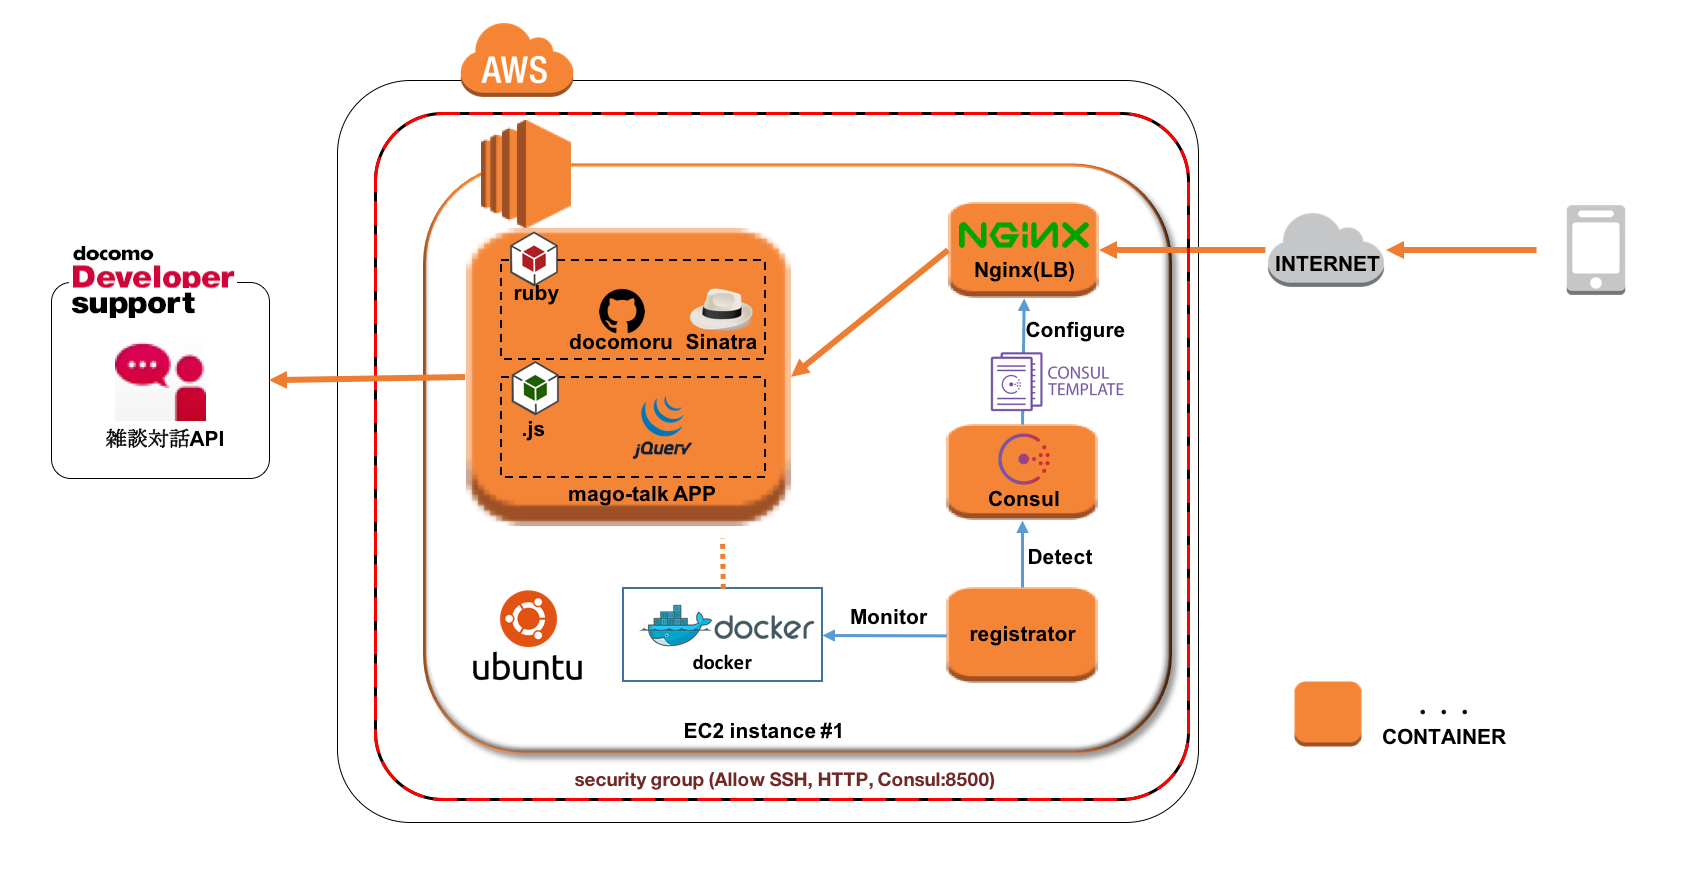 AWS
docomo
Developer
support
雑談対話API
ruby
docomoru
Sinatra
.js
jQuery
mago-talk APP
NGINX
Nginx(LB)
INTERNET
Configure
CONSUL
TEMPLATE
Consul
Detect
registrator
Monitor
docker
docker
ubuntu
EC2 instance #1
security group (Allow SSH, HTTP, Consul:8500)
. . .
CONTAINER